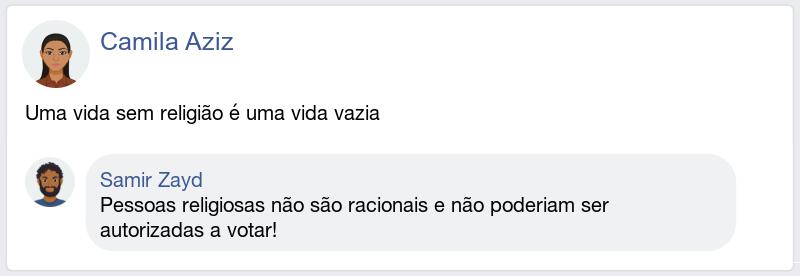 Camila Aziz
Uma vida sem religião é uma vida vazia
Samir Zayd
Pessoas religiosas não são racionais e não poderiam ser
autorizadas a votar!